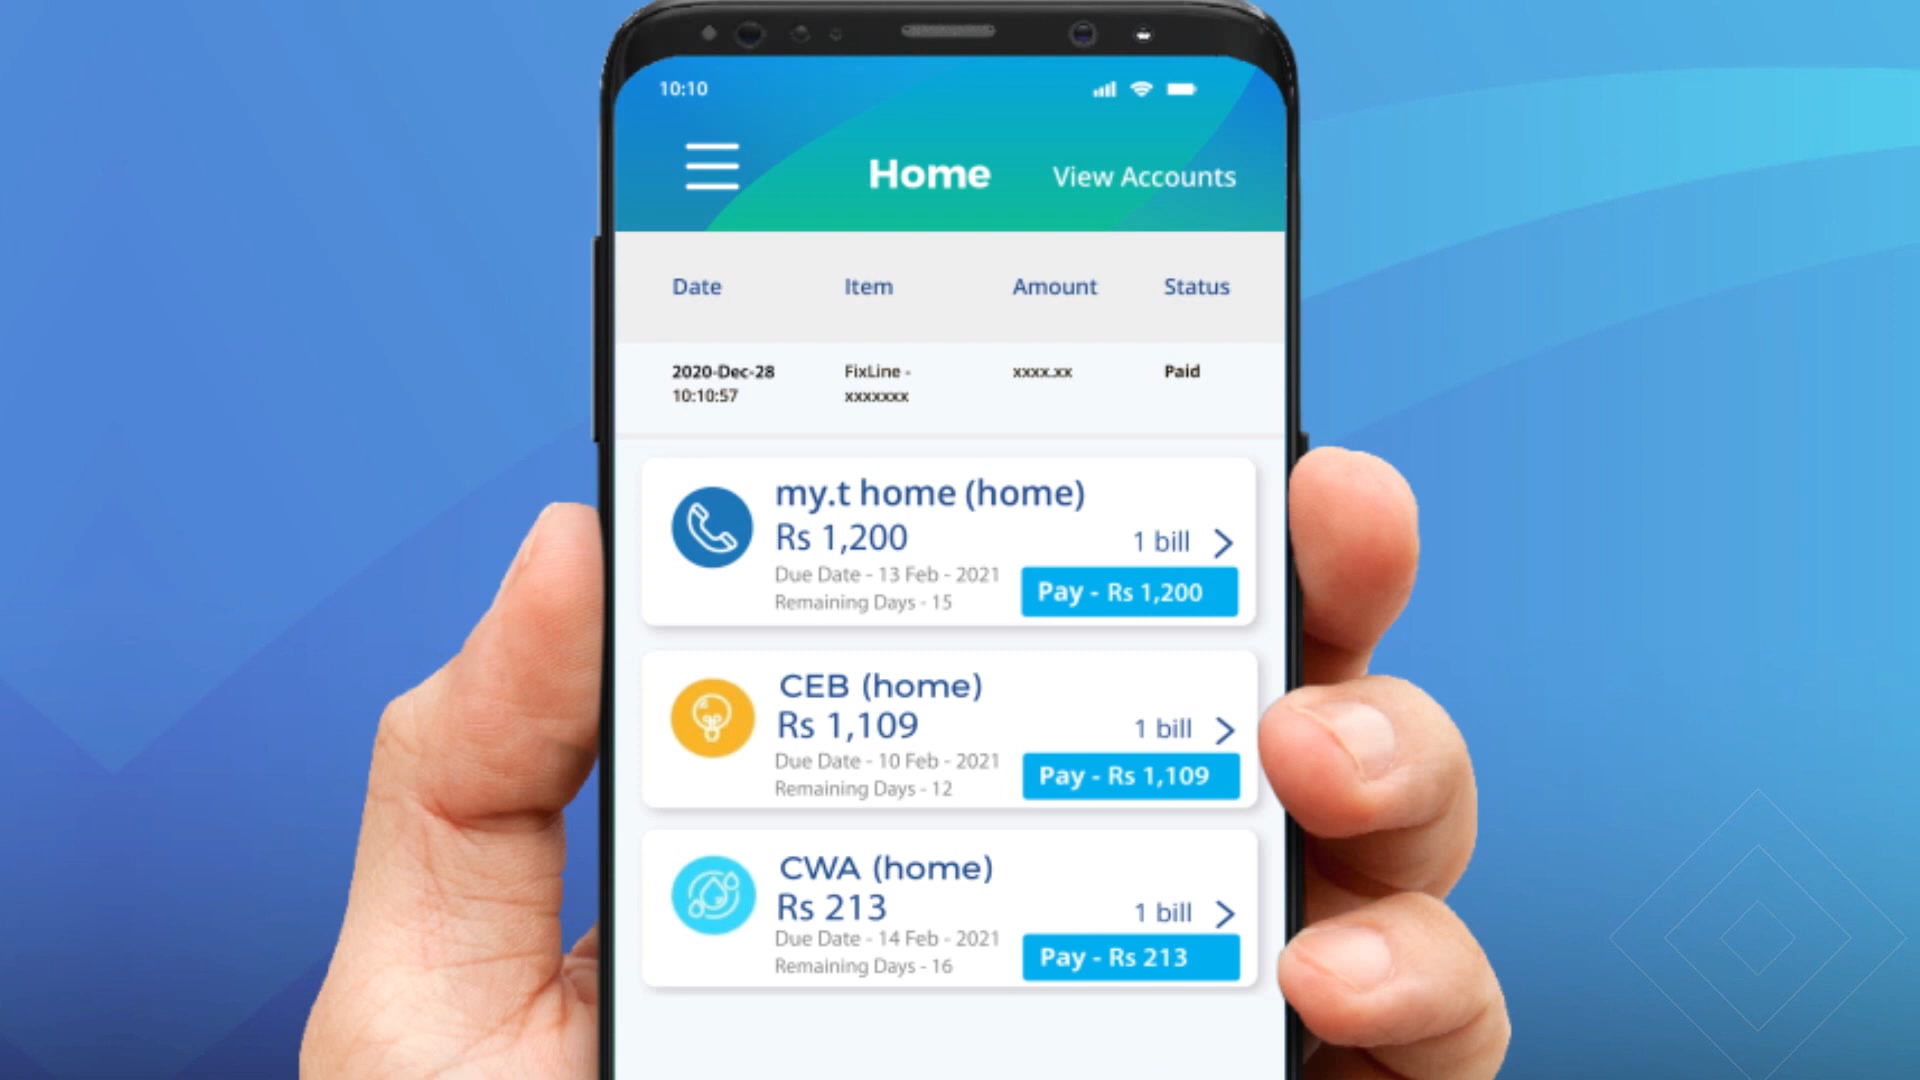 10:10
Home
View Accounts
Date Item Amount Status
2020-Dec-28 FixLine - xxxx.xx Paid
10:10:57 xxxxxxx
my.t home (home)
Rs 1,200
1 bill
Due Date - 13 Feb - 2021
Remaining Days - 15
Pay - Rs 1,200
CEB (home)
Rs 1,109
1 bill
Due Date - 10 Feb - 2021
Remaining Days - 12
Pay - Rs 1,109
CWA (home)
Rs 213
1 bill
Due Date - 14 Feb - 2021
Remaining Days - 16
Pay - Rs 213